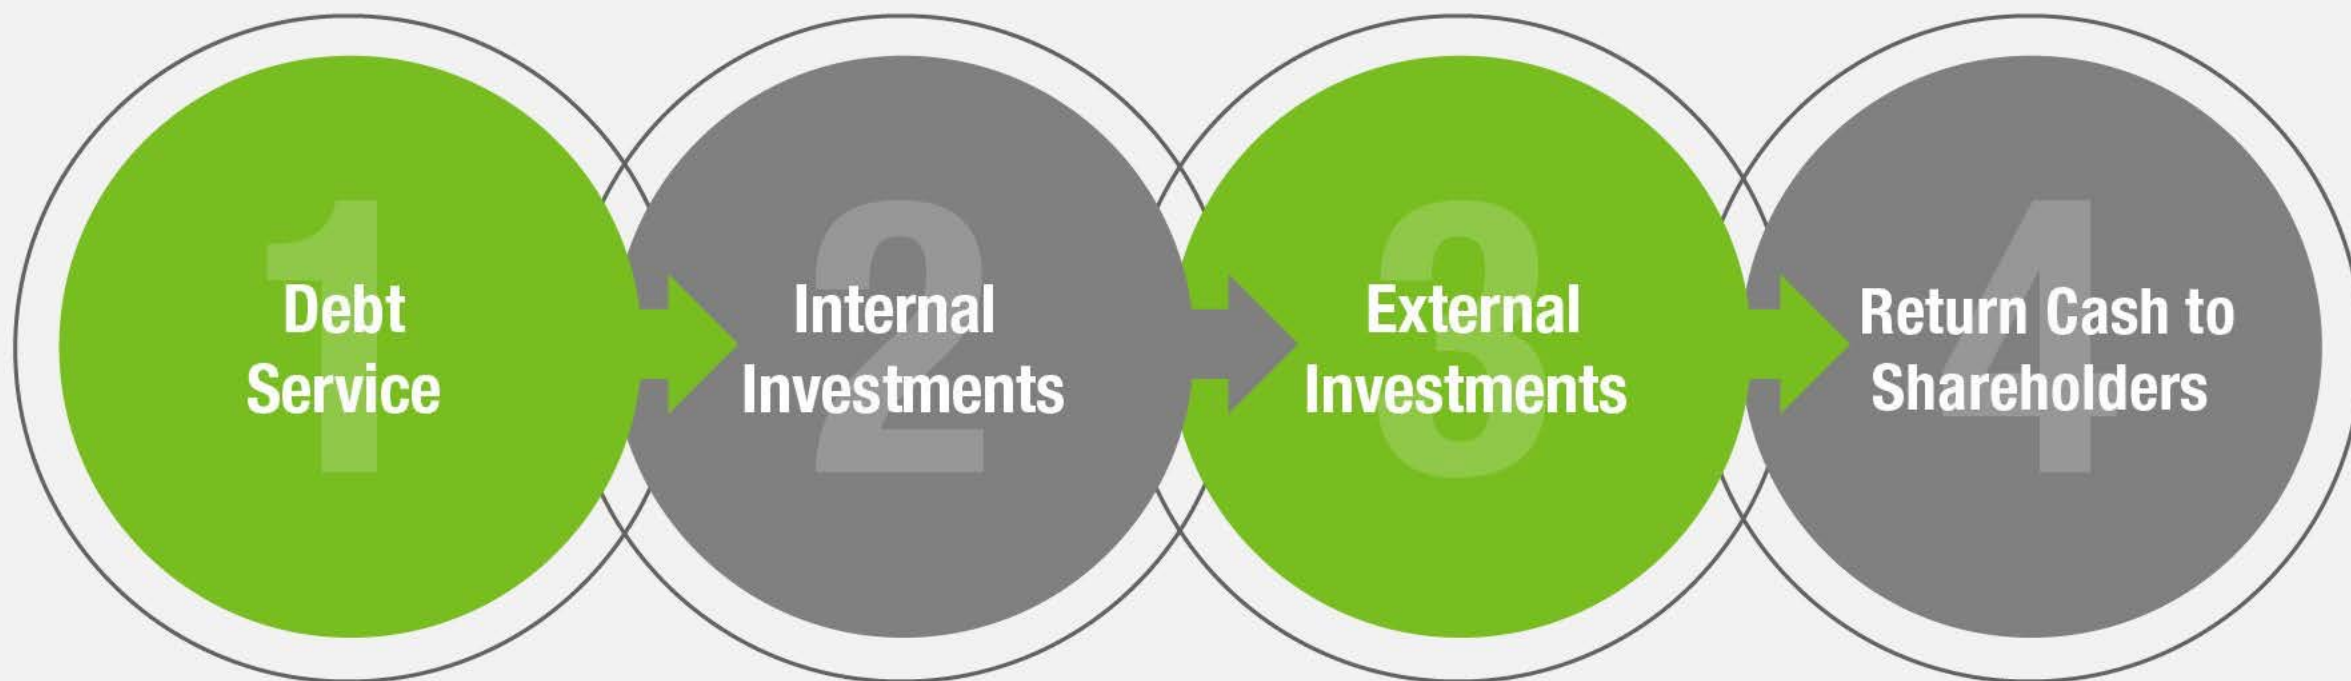 1
Debt
Service
2
Internal
Investments
3
External
Investments
4
Return Cash to
Shareholders